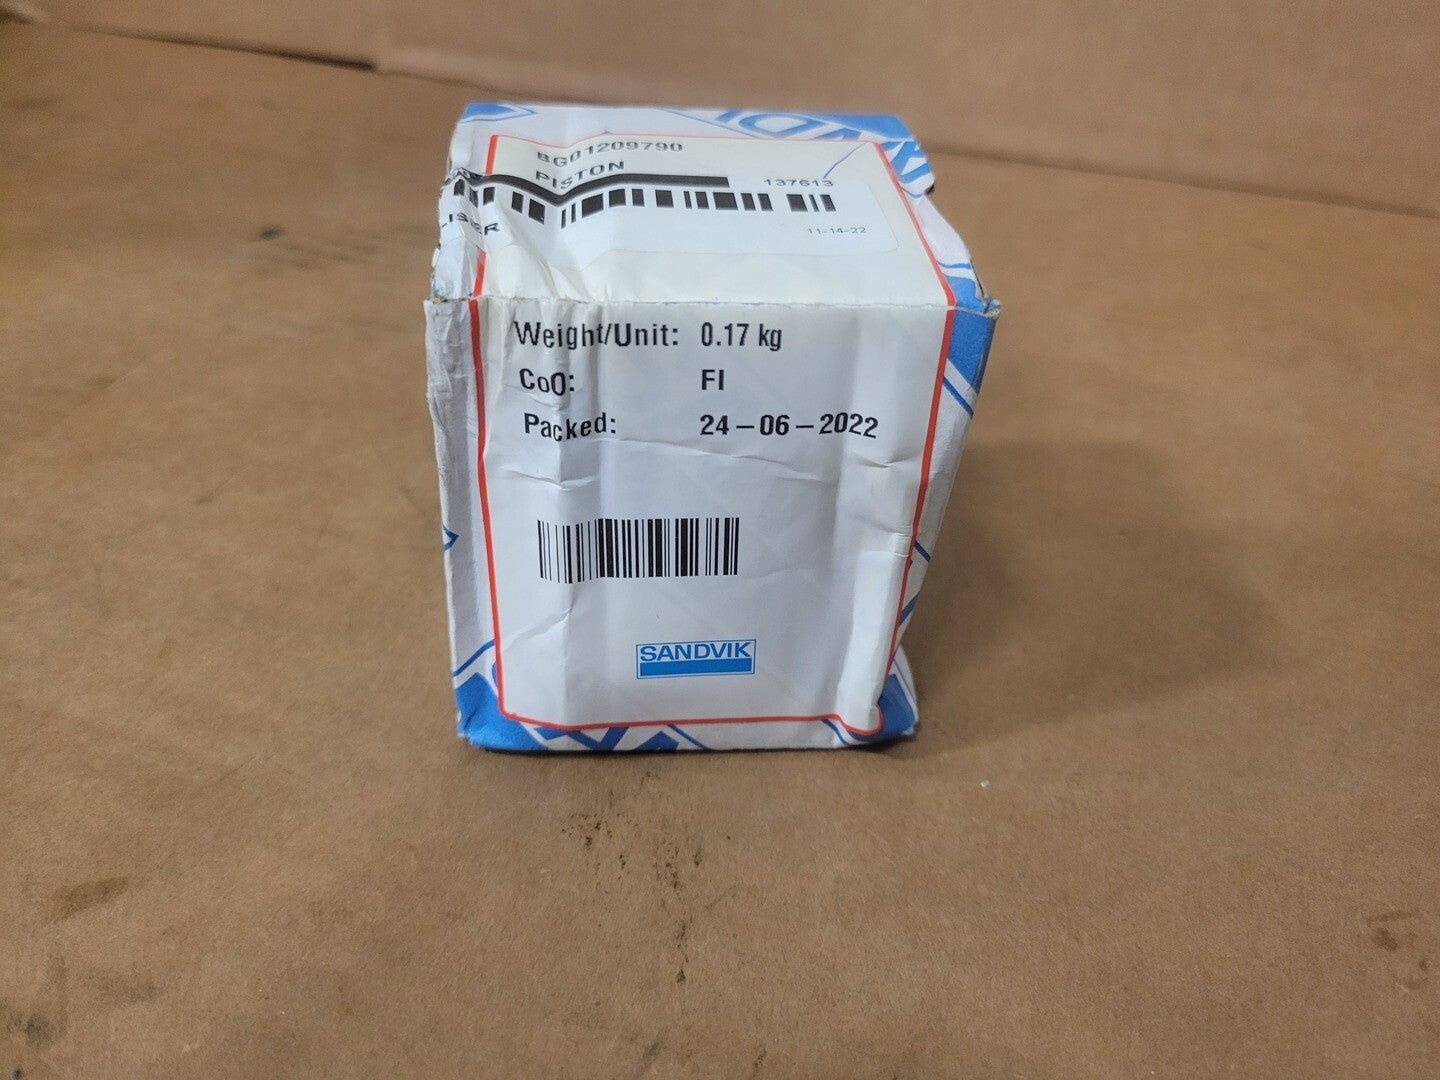 BG01209790
PISTON
137613
11-14-22
Weight/Unit: 0.17 kg
CoO: FI
Packed: 24-06-2022
SANDVIK